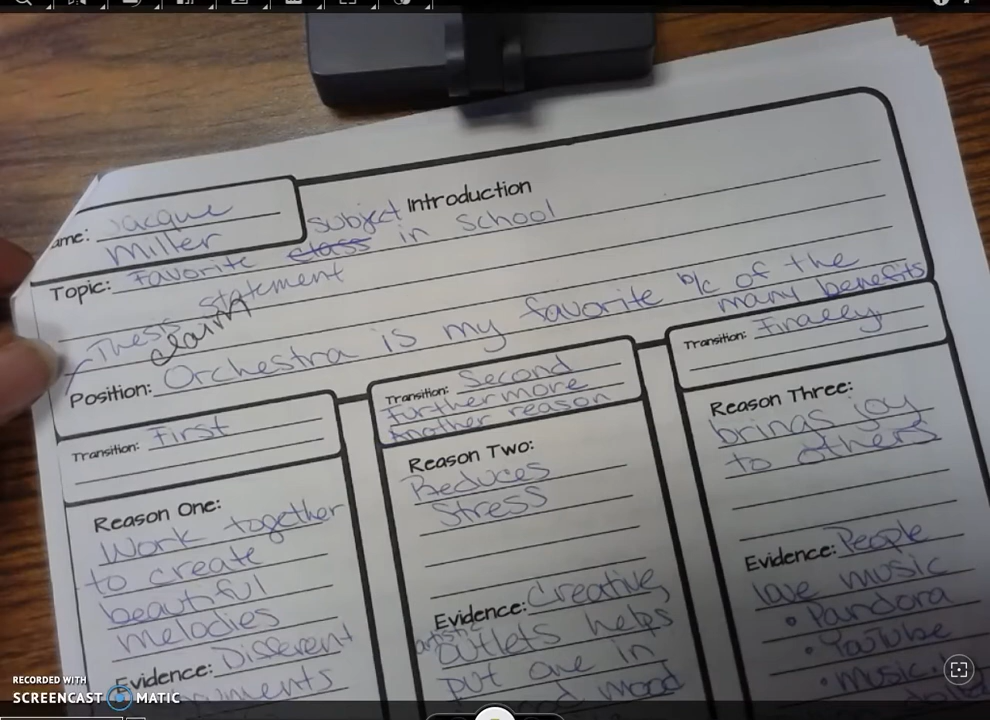 Introduction
Name: Jacque
Miller
Topic: Favorite class subject in School
Thesis statement
claim
Position: Orchestra is my favorite b/c of the
many benefits
Transition: First
Reason One:
Work together
to create
beautiful
melodies
Evidence: Different
Transition: Second
Furthermore
Another reason
Reason Two:
Reduces
Stress
Evidence: Creative,
artistic
outlets helps
put one in
mood
Transition: Finally
Reason Three:
brings joy
to others
Evidence: People
love music
• Pandora
• YouTube
• music
RECORDED WITH
SCREENCAST MATIC